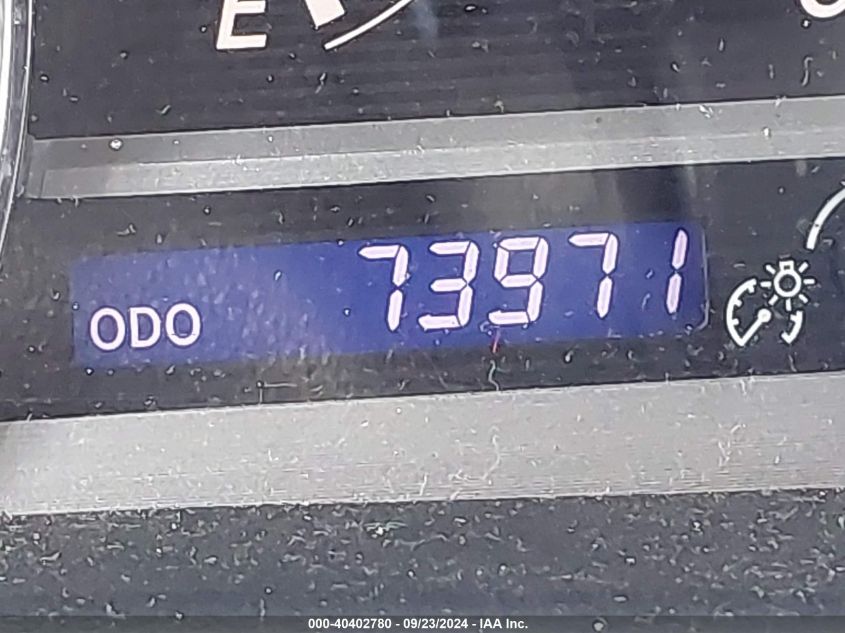 E
ODO 73971
000-40402780 - 09/23/2024 - IAA Inc.